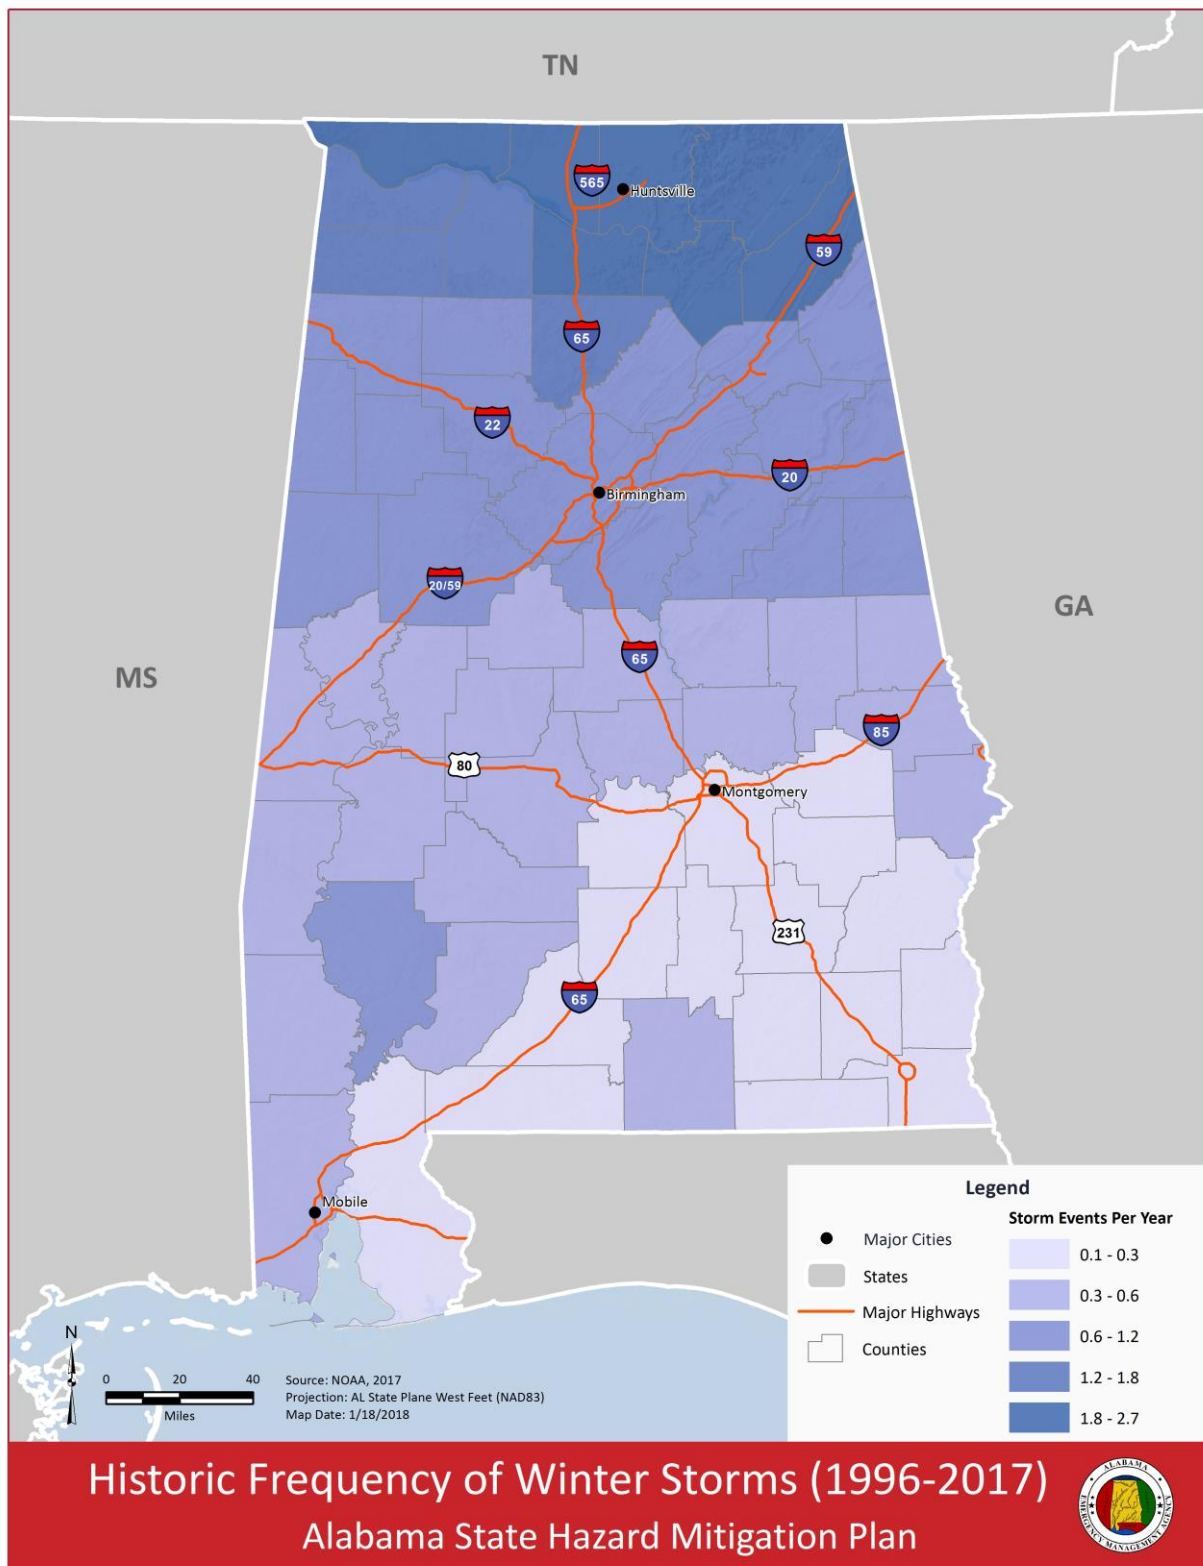 TN
565
Huntsville
59
65
22
20
Birmingham
20/59
GA
65
MS
85
80
Montgomery
231
65
Mobile
Legend
Storm Events Per Year
Major Cities
0.1 - 0.3
States
0.3 - 0.6
Major Highways
0.6 - 1.2
Counties
1.2 - 1.8
1.8 - 2.7
N
0 20 40
Miles
Source: NOAA, 2017
Projection: AL State Plane West Feet (NAD83)
Map Date: 1/18/2018
Historic Frequency of Winter Storms (1996-2017)
Alabama State Hazard Mitigation Plan
ALABAMA
EMERGENCY MANAGEMENT AGENCY